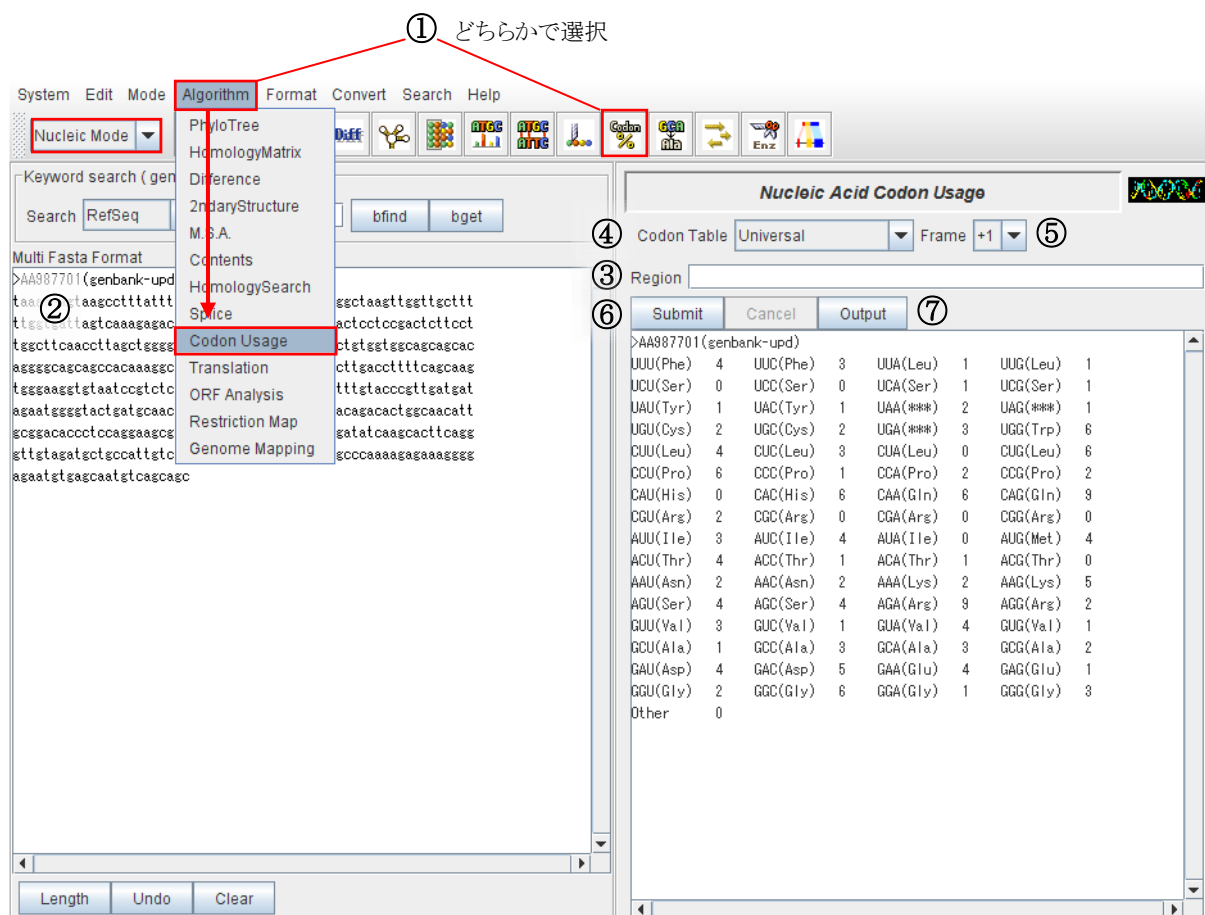 ① どちらかで選択
System Edit Mode Algorithm Format Convert Search Help
Nucleic Mode
Diff
ATGC
ATGC
ATTC
Codon
%
GCA
Ala
Enz
PhyloTree
HomologyMatrix
Difference
2ndaryStructure
M.S.A.
Contents
HomologySearch
Splice
Codon Usage
Translation
ORF Analysis
Restriction Map
Genome Mapping
Keyword search ( gen
Search RefSeq bfind bget
Multi Fasta Format
>AA987701(genbank-upd
② taagcctttattt ggctaagttggttgcttt
tagtcaaagagac actcctccgactcttcct
tggcttcaaccttagctgggg ctgtggtggcagcagcac
aggggcagcagccacaaaggc cttgaccttttcagcaag
tgggaaggtgtaatccgtctc tttgtacccgttgatgat
agaatggggtactgatgcaac acagacactggcaacatt
gcggacaccctccaggaagcg gatatcaagcacttcagg
gttgtagatgctgccattgtc gcccaaaagagaaagggg
agaatgtgagcaatgtcagcagc
Length Undo Clear
Nucleic Acid Codon Usage
④ Codon Table Universal Frame +1 ⑤
③ Region
⑥ Submit Cancel Output ⑦
>AA987701(genbank-upd)
UUU(Phe) 4 UUC(Phe) 3 UUA(Leu) 1 UUG(Leu) 1
UCU(Ser) 0 UCC(Ser) 0 UCA(Ser) 1 UCG(Ser) 1
UAU(Tyr) 1 UAC(Tyr) 1 UAA(***) 2 UAG(***) 1
UGU(Cys) 2 UGC(Cys) 2 UGA(***) 3 UGG(Trp) 6
CUU(Leu) 4 CUC(Leu) 3 CUA(Leu) 0 CUG(Leu) 6
CCU(Pro) 6 CCC(Pro) 1 CCA(Pro) 2 CCG(Pro) 2
CAU(His) 0 CAC(His) 6 CAA(Gln) 6 CAG(Gln) 9
CGU(Arg) 2 CGC(Arg) 0 CGA(Arg) 0 CGG(Arg) 0
AUU(Ile) 3 AUC(Ile) 4 AUA(Ile) 0 AUG(Met) 4
ACU(Thr) 4 ACC(Thr) 1 ACA(Thr) 1 ACG(Thr) 0
AAU(Asn) 2 AAC(Asn) 2 AAA(Lys) 2 AAG(Lys) 5
AGU(Ser) 4 AGC(Ser) 4 AGA(Arg) 9 AGG(Arg) 2
GUU(Val) 3 GUC(Val) 1 GUA(Val) 4 GUG(Val) 1
GCU(Ala) 1 GCC(Ala) 3 GCA(Ala) 3 GCG(Ala) 2
GAU(Asp) 4 GAC(Asp) 5 GAA(Glu) 4 GAG(Glu) 1
GGU(Gly) 2 GGC(Gly) 6 GGA(Gly) 1 GGG(Gly) 3
Other 0